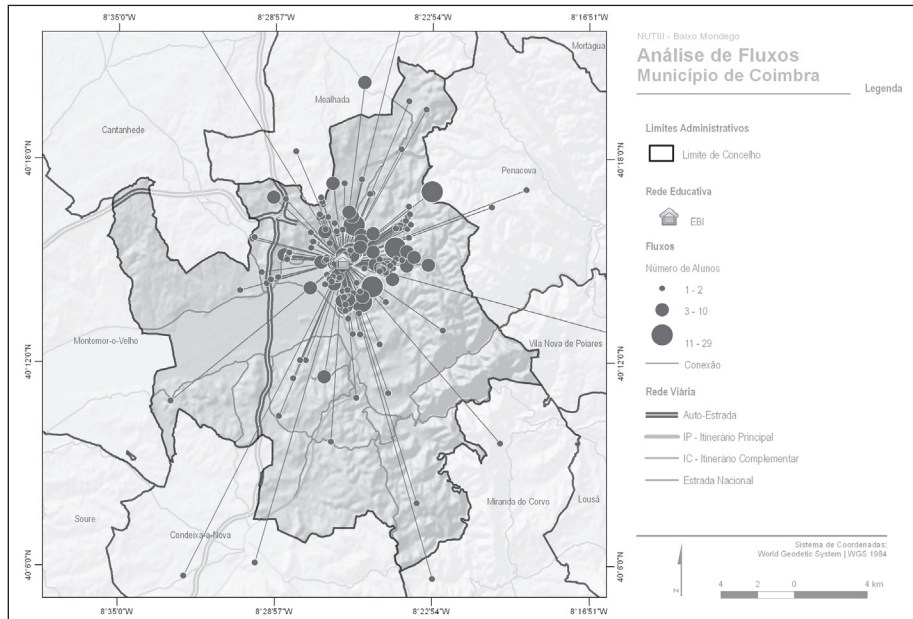 8°35'0"W 8°28'57"W 8°22'54"W 8°16'51"W
40°18'0"N
40°12'0"N
40°6'0"N
Mortágua
Mealhada
Cantanhede
Penacova
Montemor-o-Velho
Vila Nova de Poiares
Miranda do Corvo
Lousã
Soure
Condeixa-a-Nova
40°18'0"N
40°12'0"N
40°6'0"N
8°35'0"W 8°28'57"W 8°22'54"W 8°16'51"W
NUTIII - Baixo Mondego
Análise de Fluxos
Município de Coimbra
Legenda
Limites Administrativos
Limite de Concelho
Rede Educativa
EBI
Fluxos
Número de Alunos
1 - 2
3 - 10
11 - 29
Conexão
Rede Viária
Auto-Estrada
IP - Itinerário Principal
IC - Itinerário Complementar
Estrada Nacional
Sistema de Coordenadas:
World Geodetic System | WGS 1984
N
4 2 0 4 km